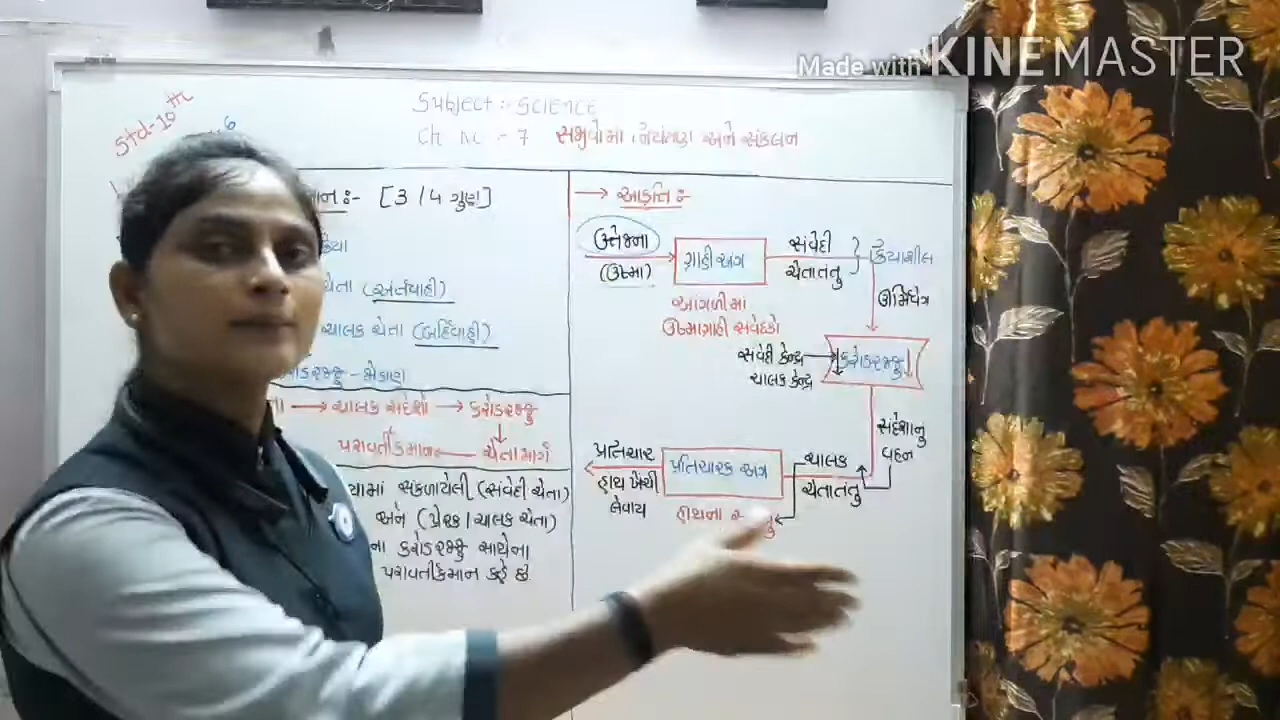 Made with KINEMASTER
Std-10th
Subject :- SCIENCE
Ch No :- 7 સજીવોમાં નિયંત્રણ અને સંકલન
[3/4 ગુણ]
(અંતર્વાહી)
ચાલક ચેતા (બર્હિવાહી)
ચાલક સંદેશો → કરોડરજ્જુ
પરાવર્તીકમાન ← ચેતામાર્ગ
સંકળાયેલી (સંવેદી ચેતા)
અને (પ્રેરક/ચાલક ચેતા)
ના કરોડરજ્જુ સાથેના
પરાવર્તીકમાન કહે છે
→ આકૃતિ :-
ઉત્તેજના
(ઉષ્મા)
ગ્રાહી અંગ
સંવેદી
ચેતાતંતુ
ક્રિયાશીલ
ઊર્મિવેગ
આંગળીમાં
ઉષ્માગ્રાહી સંવેદકો
સંવેદી કેન્દ્ર
ચાલક કેન્દ્ર
કરોડરજ્જુ
સંદેશાનુ
વહન
ચાલક
ચેતાતંતુ
પ્રતિચારક અંગ
હાથના
પ્રતિચાર
હાથ ખેંચી
લેવાય